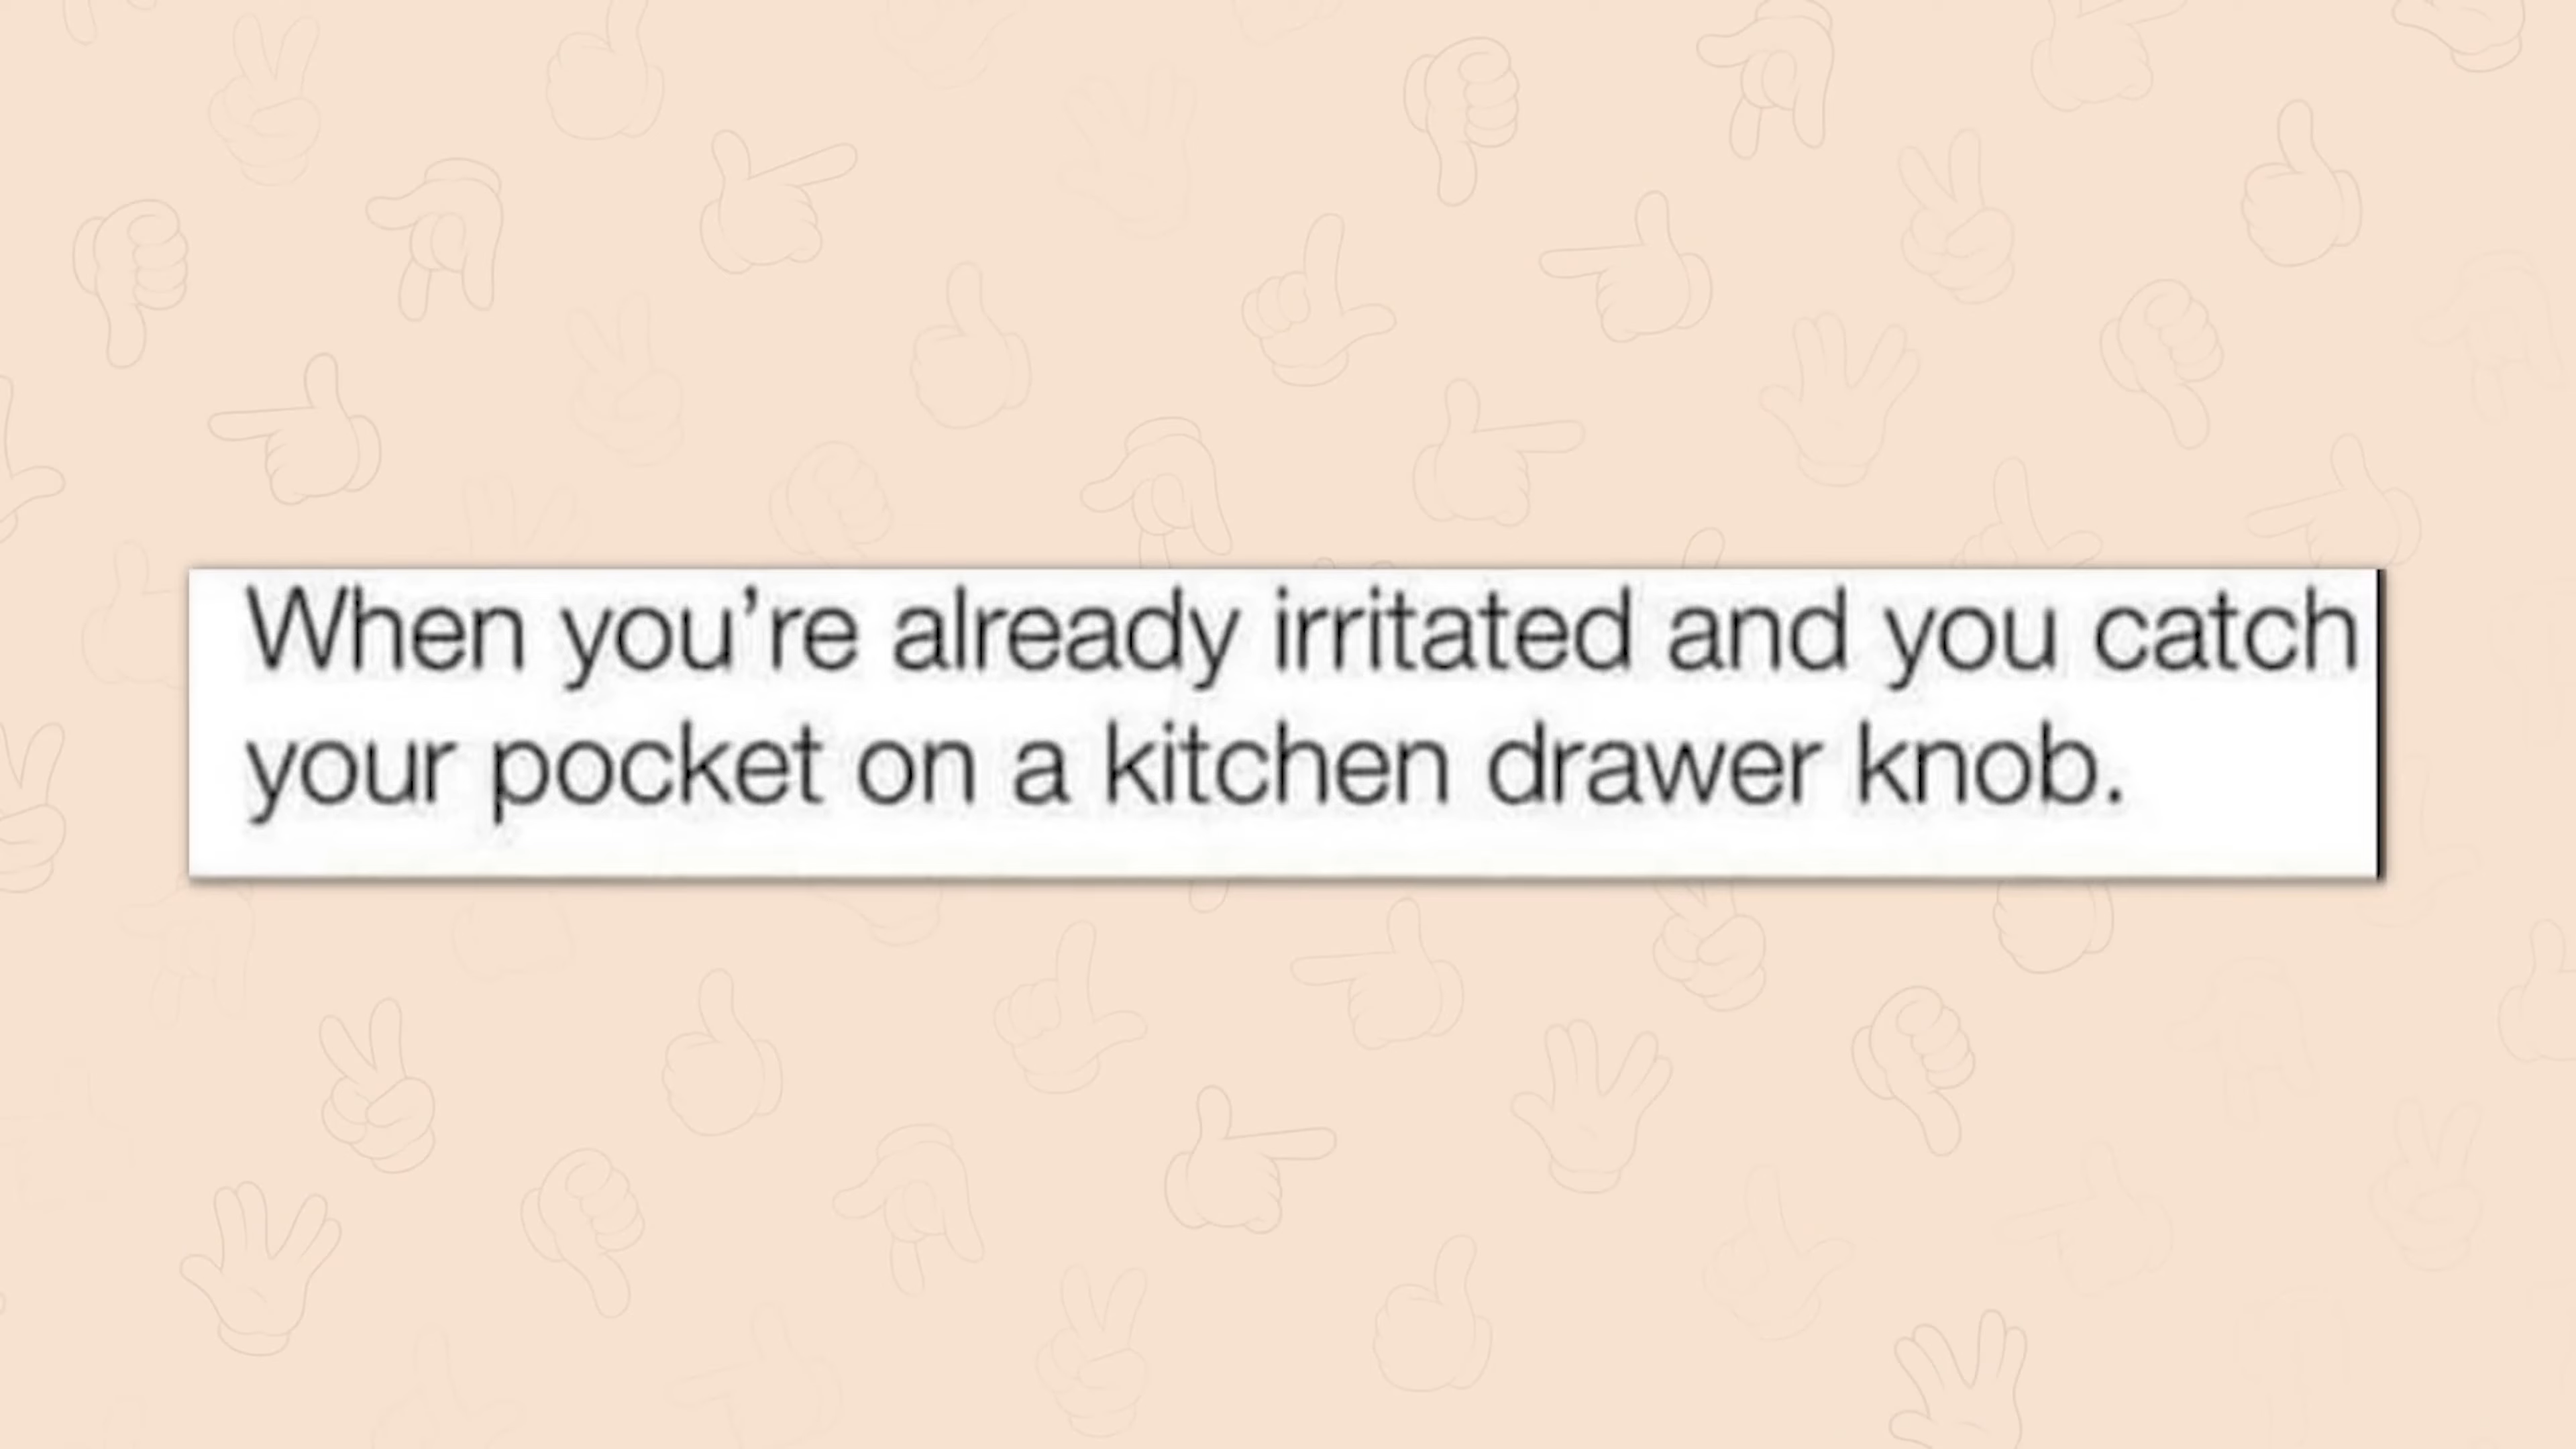 When you’re already irritated and you catch
your pocket on a kitchen drawer knob.